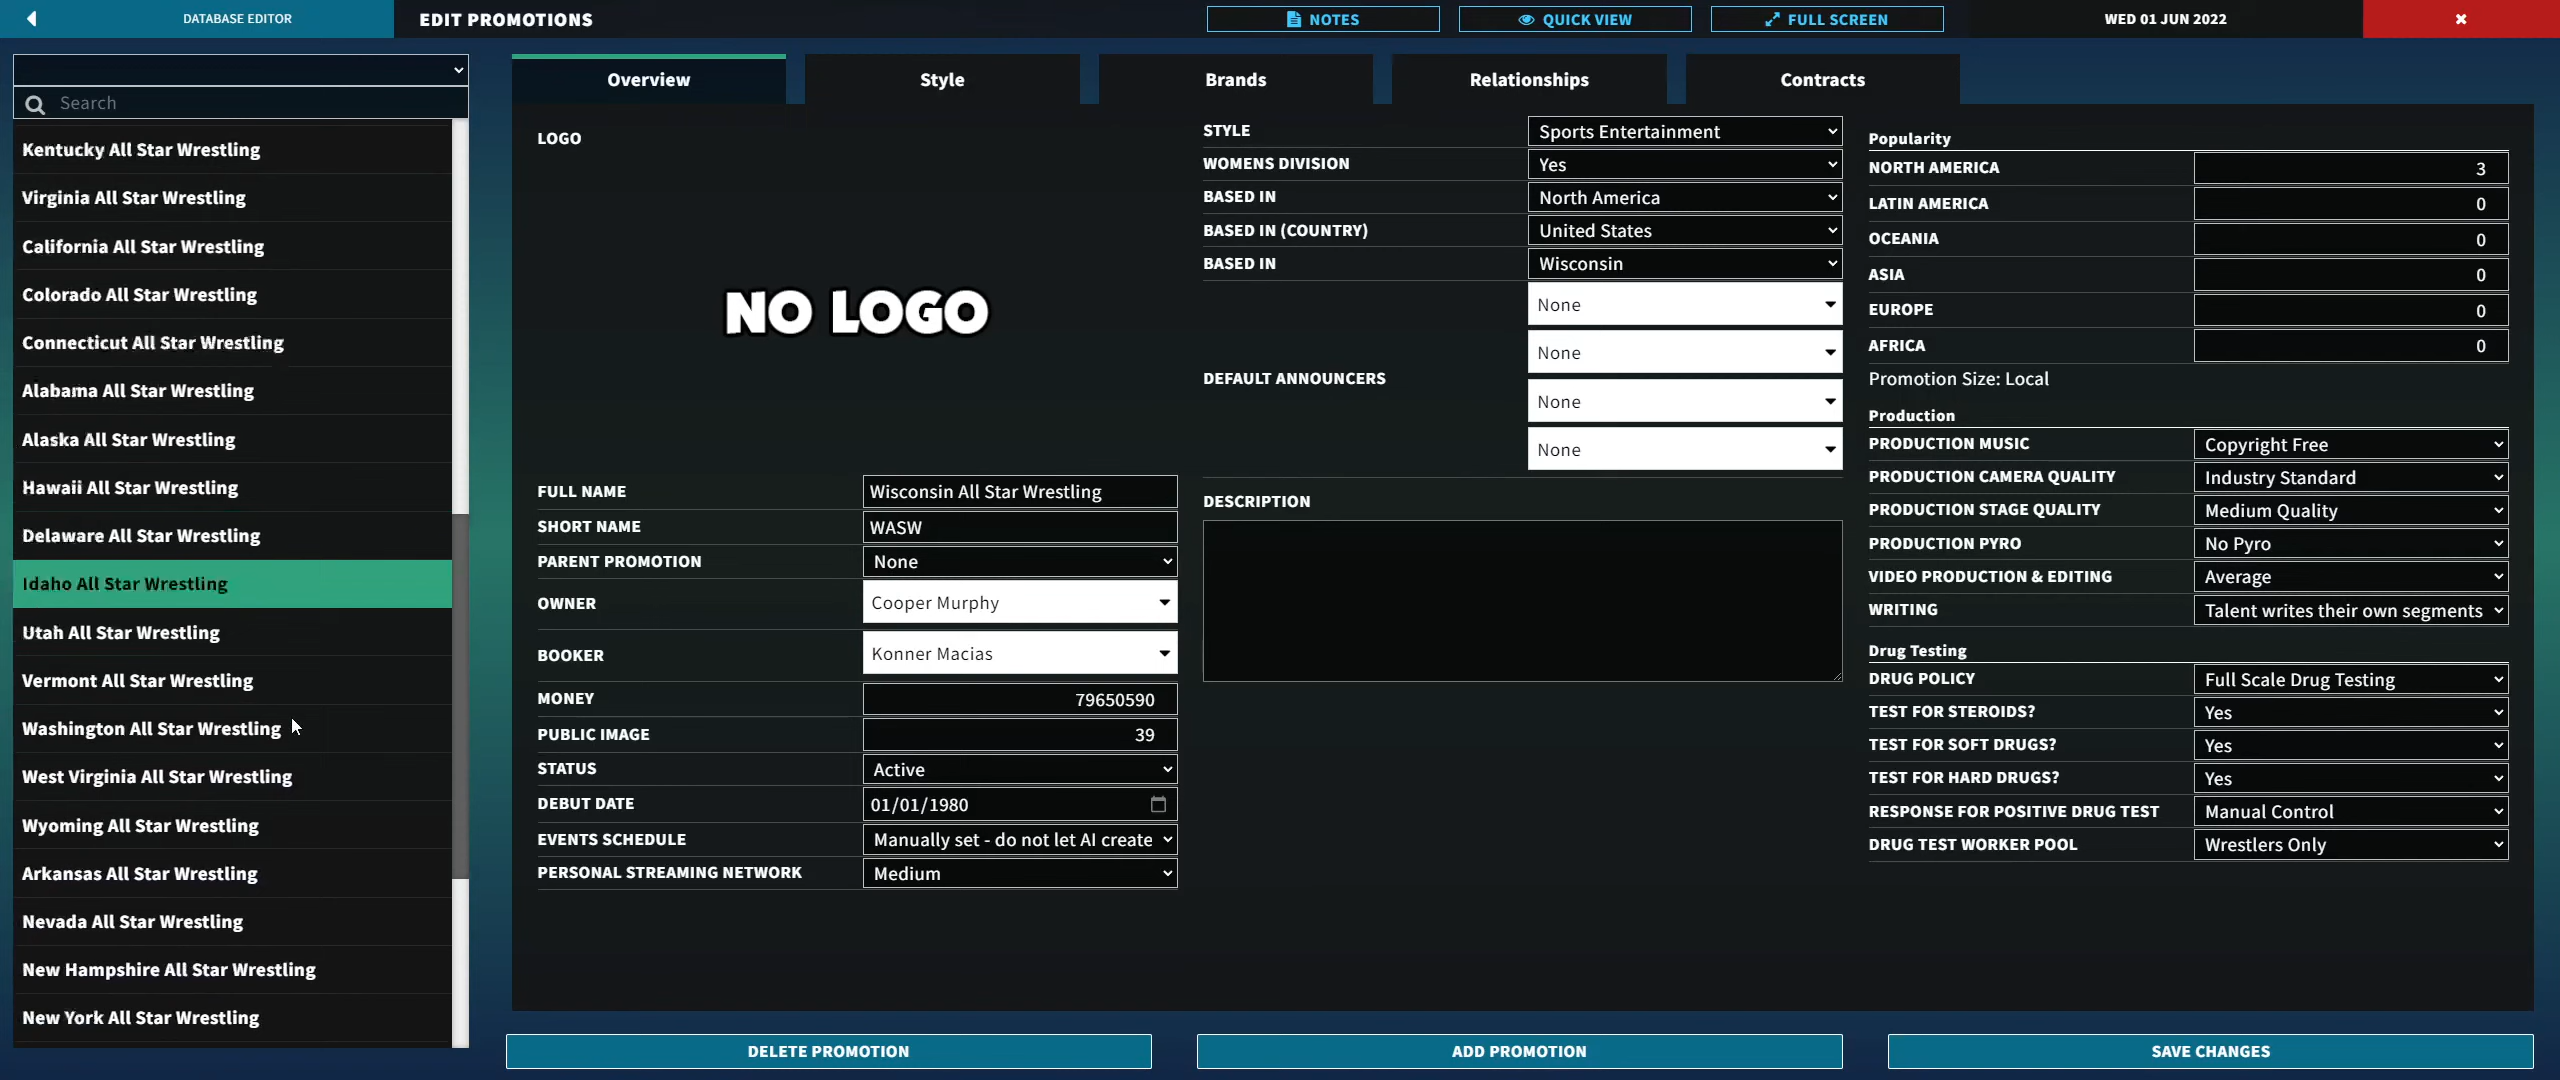 DATABASE EDITOR
EDIT PROMOTIONS
NOTES
QUICK VIEW
FULL SCREEN
WED 01 JUN 2022
Search
Kentucky All Star Wrestling
Virginia All Star Wrestling
California All Star Wrestling
Colorado All Star Wrestling
Connecticut All Star Wrestling
Alabama All Star Wrestling
Alaska All Star Wrestling
Hawaii All Star Wrestling
Delaware All Star Wrestling
Idaho All Star Wrestling
Utah All Star Wrestling
Vermont All Star Wrestling
Washington All Star Wrestling
West Virginia All Star Wrestling
Wyoming All Star Wrestling
Arkansas All Star Wrestling
Nevada All Star Wrestling
New Hampshire All Star Wrestling
New York All Star Wrestling
Overview
Style
Brands
Relationships
Contracts
LOGO
NO LOGO
FULL NAME Wisconsin All Star Wrestling
SHORT NAME WASW
PARENT PROMOTION None
OWNER Cooper Murphy
BOOKER Konner Macias
MONEY 79650590
PUBLIC IMAGE 39
STATUS Active
DEBUT DATE 01/01/1980
EVENTS SCHEDULE Manually set - do not let AI create
PERSONAL STREAMING NETWORK Medium
STYLE Sports Entertainment
WOMENS DIVISION Yes
BASED IN North America
BASED IN (COUNTRY) United States
BASED IN Wisconsin
None
None
DEFAULT ANNOUNCERS
None
None
DESCRIPTION
Popularity
NORTH AMERICA 3
LATIN AMERICA 0
OCEANIA 0
ASIA 0
EUROPE 0
AFRICA 0
Promotion Size: Local
Production
PRODUCTION MUSIC Copyright Free
PRODUCTION CAMERA QUALITY Industry Standard
PRODUCTION STAGE QUALITY Medium Quality
PRODUCTION PYRO No Pyro
VIDEO PRODUCTION & EDITING Average
WRITING Talent writes their own segments
Drug Testing
DRUG POLICY Full Scale Drug Testing
TEST FOR STEROIDS? Yes
TEST FOR SOFT DRUGS? Yes
TEST FOR HARD DRUGS? Yes
RESPONSE FOR POSITIVE DRUG TEST Manual Control
DRUG TEST WORKER POOL Wrestlers Only
DELETE PROMOTION
ADD PROMOTION
SAVE CHANGES